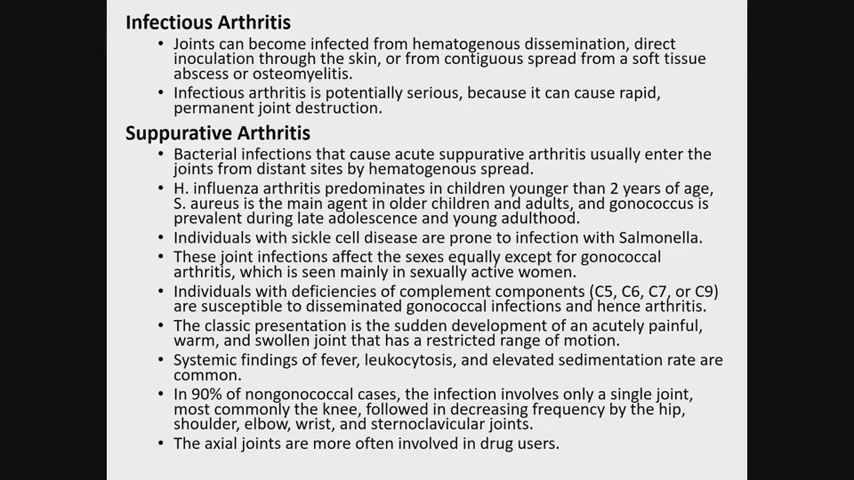 Infectious Arthritis
• Joints can become infected from hematogenous dissemination, direct
inoculation through the skin, or from contiguous spread from a soft tissue
abscess or osteomyelitis.
• Infectious arthritis is potentially serious, because it can cause rapid,
permanent joint destruction.
Suppurative Arthritis
• Bacterial infections that cause acute suppurative arthritis usually enter the
joints from distant sites by hematogenous spread.
• H. influenza arthritis predominates in children younger than 2 years of age,
S. aureus is the main agent in older children and adults, and gonococcus is
prevalent during late adolescence and young adulthood.
• Individuals with sickle cell disease are prone to infection with Salmonella.
• These joint infections affect the sexes equally except for gonococcal
arthritis, which is seen mainly in sexually active women.
• Individuals with deficiencies of complement components (C5, C6, C7, or C9)
are susceptible to disseminated gonococcal infections and hence arthritis.
• The classic presentation is the sudden development of an acutely painful,
warm, and swollen joint that has a restricted range of motion.
• Systemic findings of fever, leukocytosis, and elevated sedimentation rate are
common.
• In 90% of nongonococcal cases, the infection involves only a single joint,
most commonly the knee, followed in decreasing frequency by the hip,
shoulder, elbow, wrist, and sternoclavicular joints.
• The axial joints are more often involved in drug users.